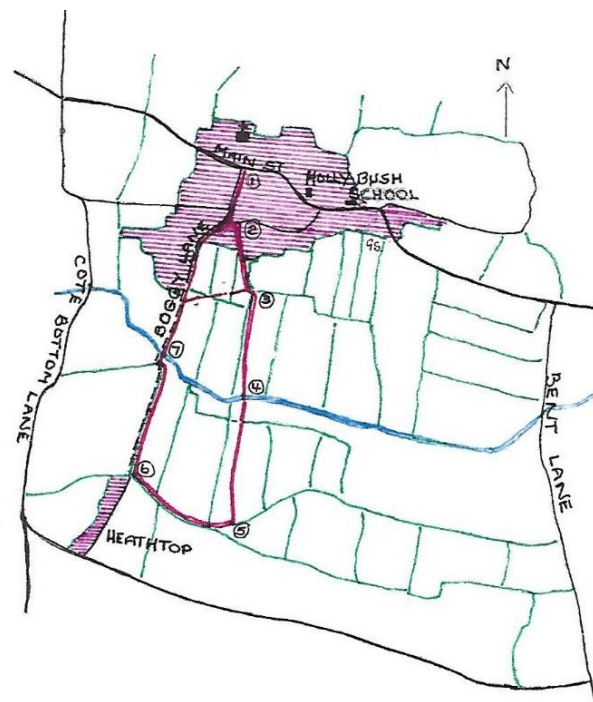 N
MAIN ST
①
HOLLYBUSH
SCHOOL
②
GS.
BOGGY LANE
③
COTE BOTTOM LANE
⑦
④
BENT LANE
⑥
⑤
HEATHTOP